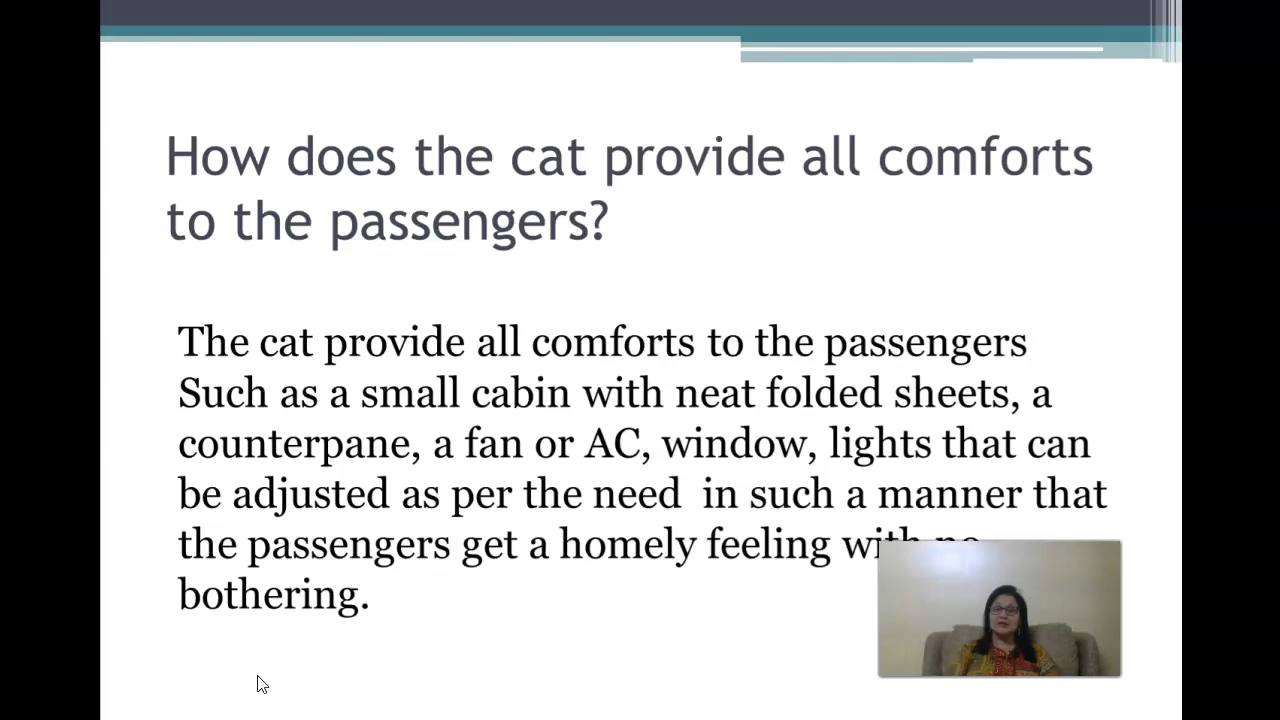 How does the cat provide all comforts
to the passengers?
The cat provide all comforts to the passengers
Such as a small cabin with neat folded sheets, a
counterpane, a fan or AC, window, lights that can
be adjusted as per the need in such a manner that
the passengers get a homely feeling with no
bothering.